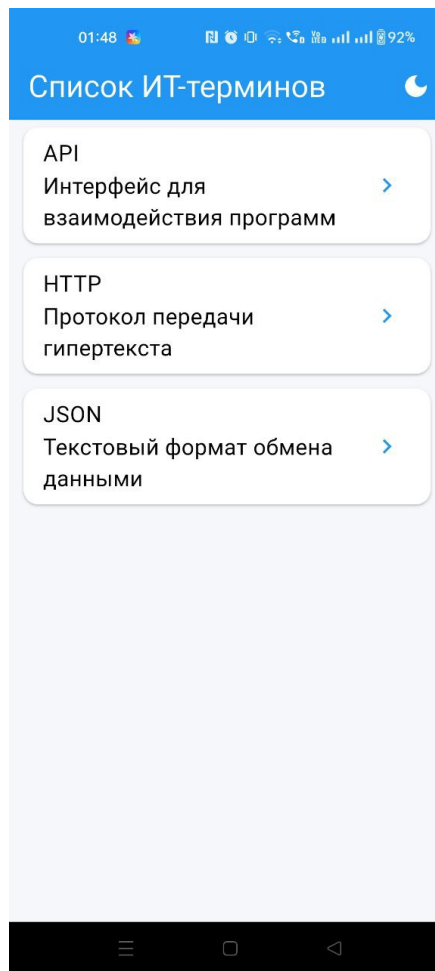 01:48 92%
Список ИТ-терминов
API
Интерфейс для
взаимодействия программ
HTTP
Протокол передачи
гипертекста
JSON
Текстовый формат обмена
данными